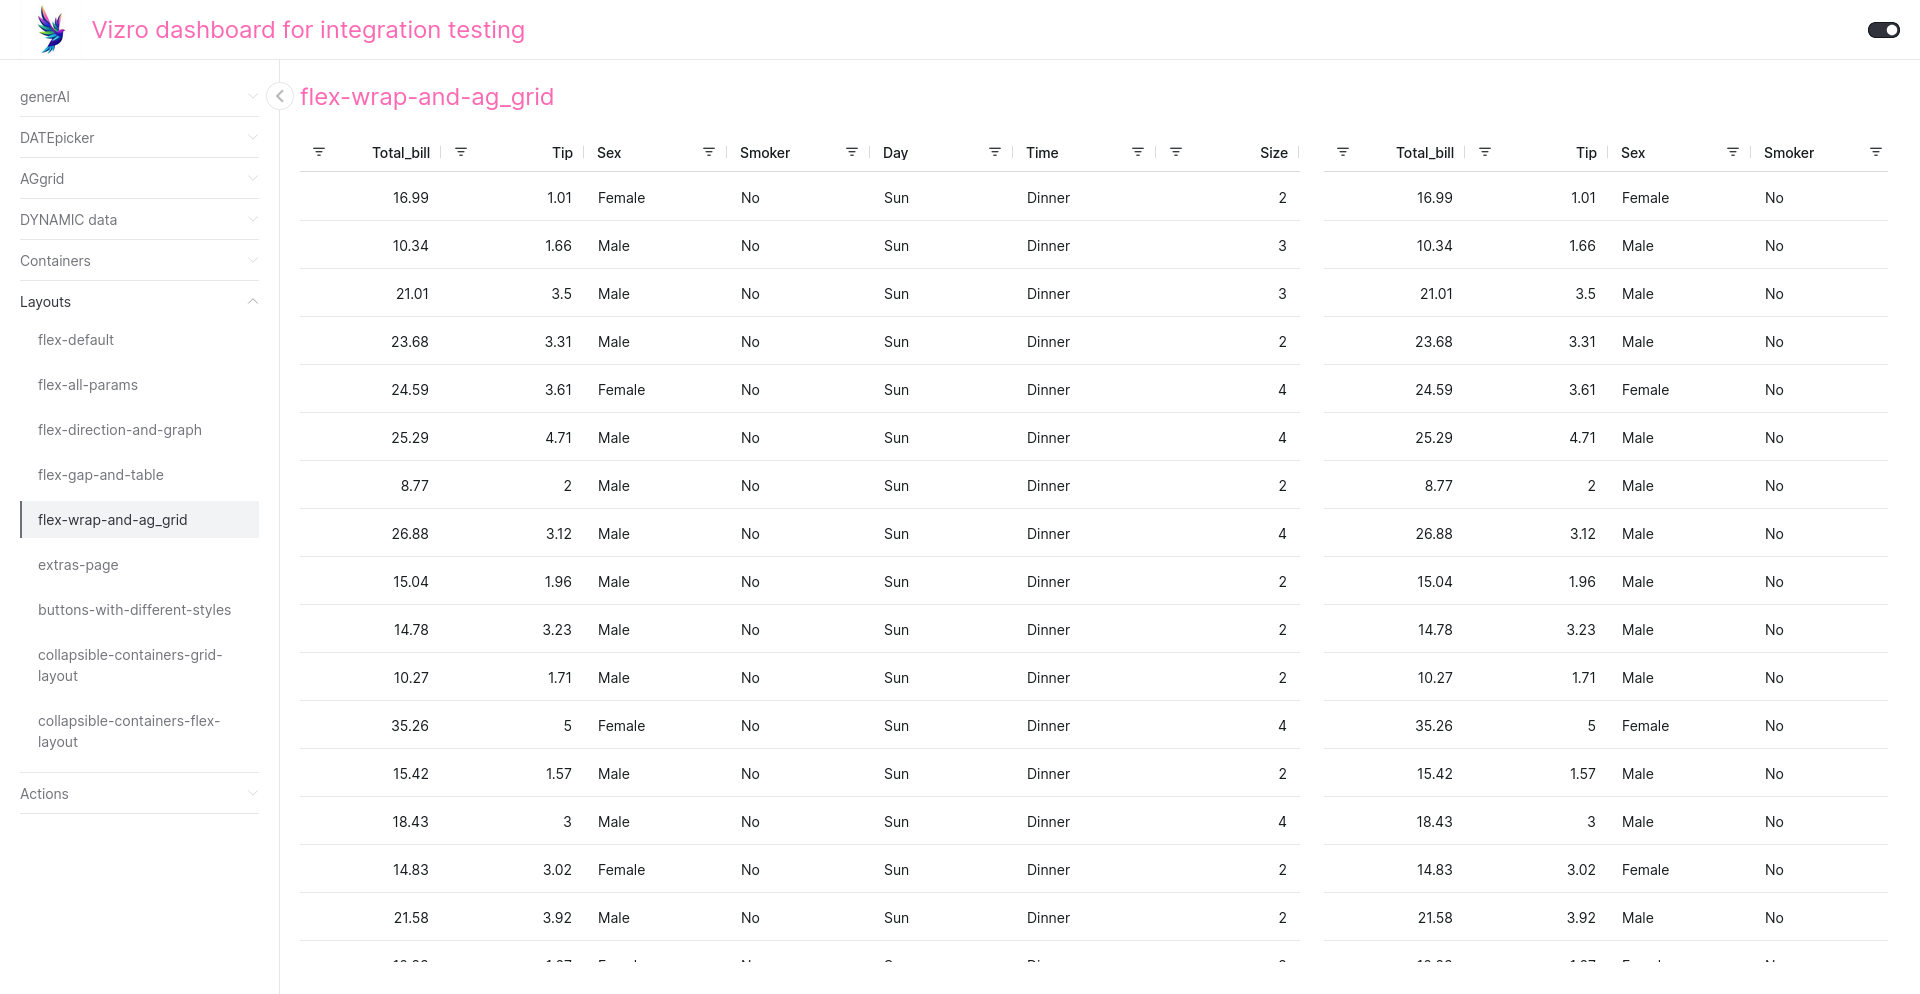 Vizro dashboard for integration testing
generAI
DATEpicker
AGgrid
DYNAMIC data
Containers
Layouts
flex-default
flex-all-params
flex-direction-and-graph
flex-gap-and-table
flex-wrap-and-ag_grid
extras-page
buttons-with-different-styles
collapsible-containers-grid-
layout
collapsible-containers-flex-
layout
Actions
flex-wrap-and-ag_grid
Total_bill Tip Sex Smoker Day Time Size Total_bill Tip Sex Smoker
16.99 1.01 Female No Sun Dinner 2 16.99 1.01 Female No
10.34 1.66 Male No Sun Dinner 3 10.34 1.66 Male No
21.01 3.5 Male No Sun Dinner 3 21.01 3.5 Male No
23.68 3.31 Male No Sun Dinner 2 23.68 3.31 Male No
24.59 3.61 Female No Sun Dinner 4 24.59 3.61 Female No
25.29 4.71 Male No Sun Dinner 4 25.29 4.71 Male No
8.77 2 Male No Sun Dinner 2 8.77 2 Male No
26.88 3.12 Male No Sun Dinner 4 26.88 3.12 Male No
15.04 1.96 Male No Sun Dinner 2 15.04 1.96 Male No
14.78 3.23 Male No Sun Dinner 2 14.78 3.23 Male No
10.27 1.71 Male No Sun Dinner 2 10.27 1.71 Male No
35.26 5 Female No Sun Dinner 4 35.26 5 Female No
15.42 1.57 Male No Sun Dinner 2 15.42 1.57 Male No
18.43 3 Male No Sun Dinner 4 18.43 3 Male No
14.83 3.02 Female No Sun Dinner 2 14.83 3.02 Female No
21.58 3.92 Male No Sun Dinner 2 21.58 3.92 Male No